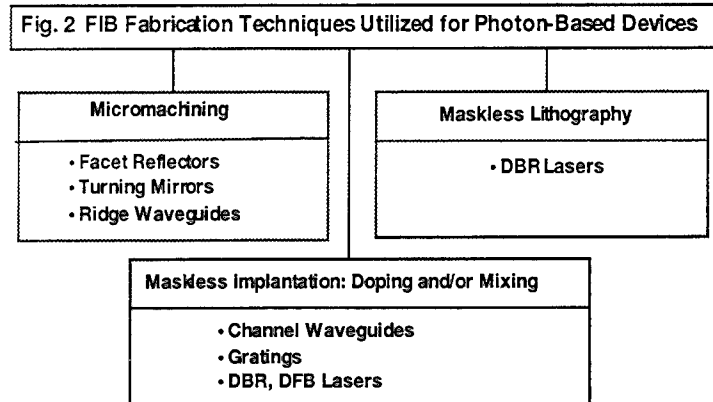 Fig. 2 FIB Fabrication Techniques Utilized for Photon-Based Devices
Micromachining
• Facet Reflectors
• Turning Mirrors
• Ridge Waveguides
Maskless Lithography
• DBR Lasers
Maskless Implantation: Doping and/or Mixing
• Channel Waveguides
• Gratings
• DBR, DFB Lasers